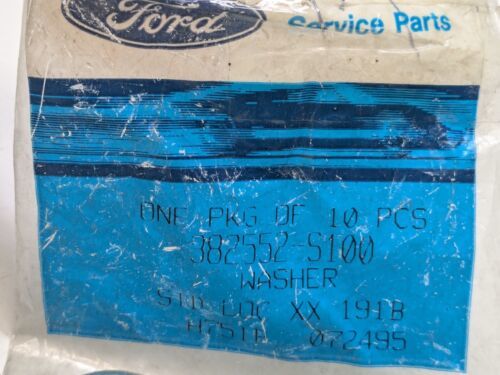 Ford
Service Parts
ONE PKG OF 10 PCS
382552-S100
WASHER
STD LOC XX 191B
072495